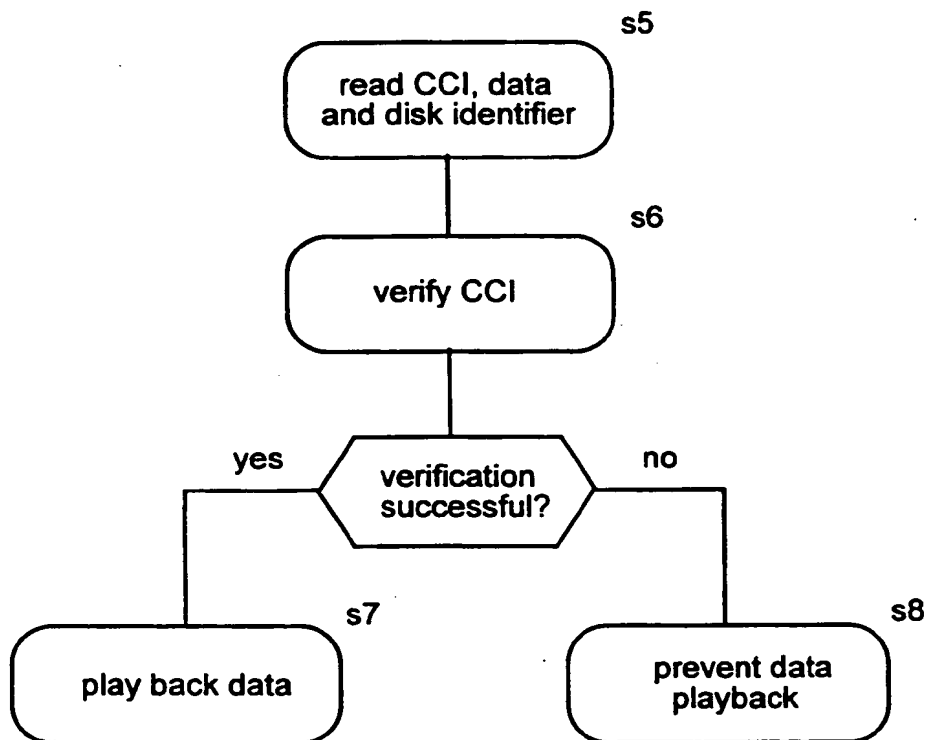 s5
read CCI, data
and disk identifier
s6
verify CCI
yes
verification
successful?
no
s7
play back data
s8
prevent data
playback